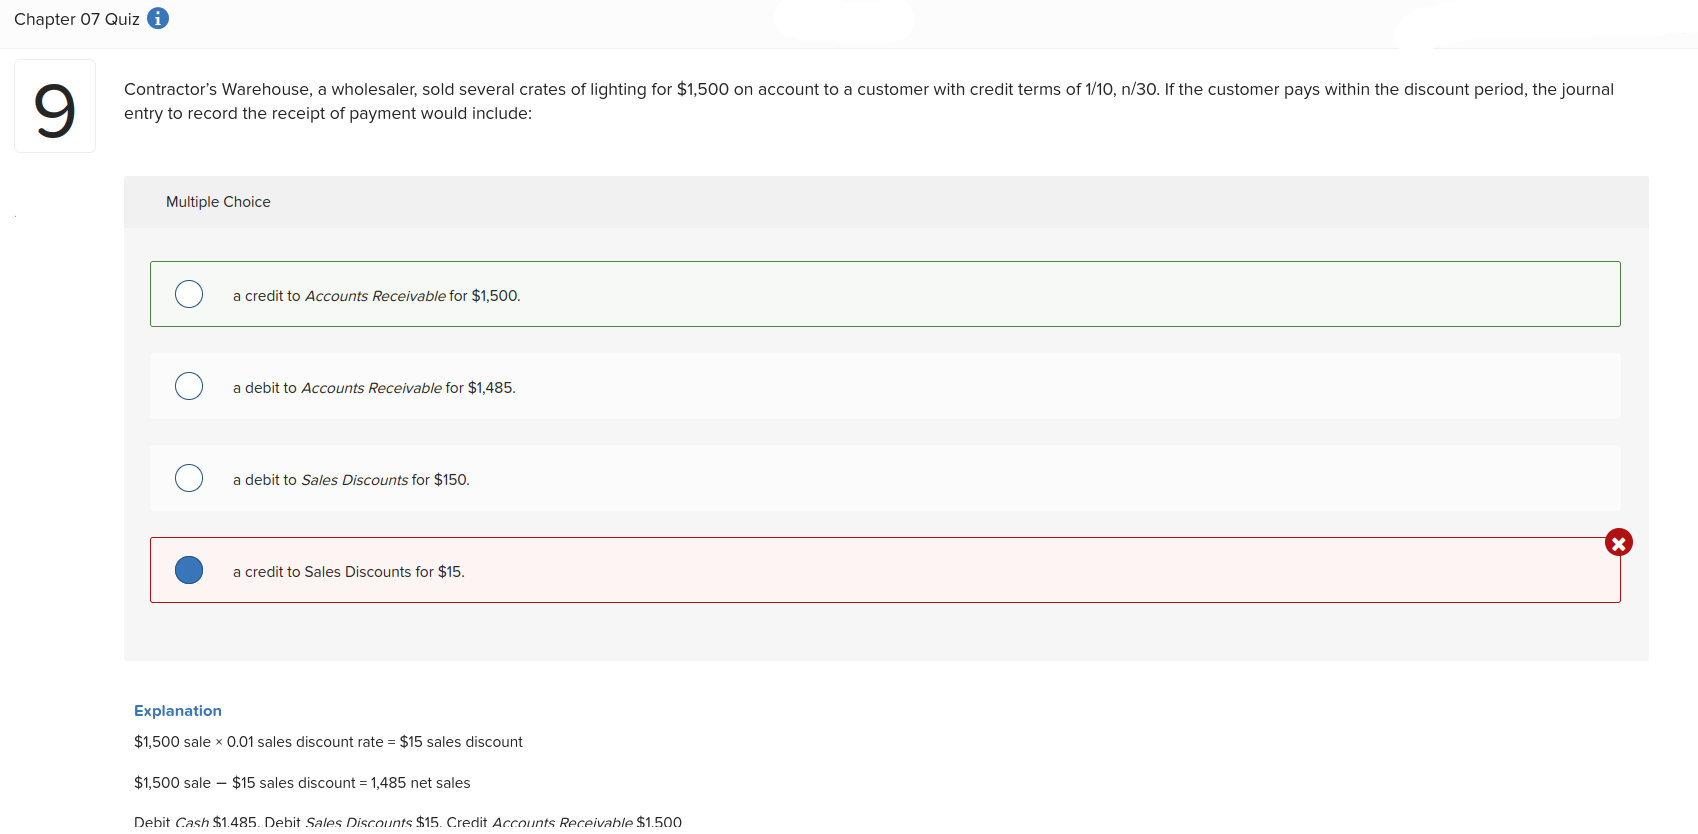 Chapter 07 Quiz i
9
Contractor’s Warehouse, a wholesaler, sold several crates of lighting for $1,500 on account to a customer with credit terms of 1/10, n/30. If the customer pays within the discount period, the journal
entry to record the receipt of payment would include:
Multiple Choice
a credit to Accounts Receivable for $1,500.
a debit to Accounts Receivable for $1,485.
a debit to Sales Discounts for $150.
a credit to Sales Discounts for $15.
Explanation
$1,500 sale × 0.01 sales discount rate = $15 sales discount
$1,500 sale − $15 sales discount = 1,485 net sales
Debit Cash $1,485. Debit Sales Discounts $15. Credit Accounts Receivable $1,500